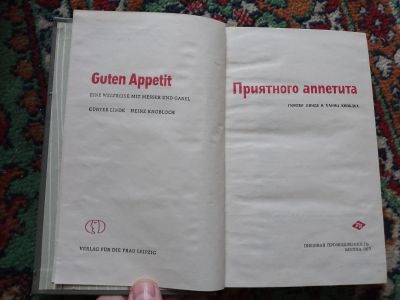 Guten Appetit
EINE WELTREISE MIT MESSER UND GABEL
GÜNTER LINDE HEINZ KNOBLOCH
VERLAG FÜR DIE FRAU LEIPZIG
Приятного аппетита
ГЮНТЕР ЛИНДЕ И ХАЙНЦ КНОБЛОХ
ПИЩЕВАЯ ПРОМЫШЛЕННОСТЬ
МОСКВА